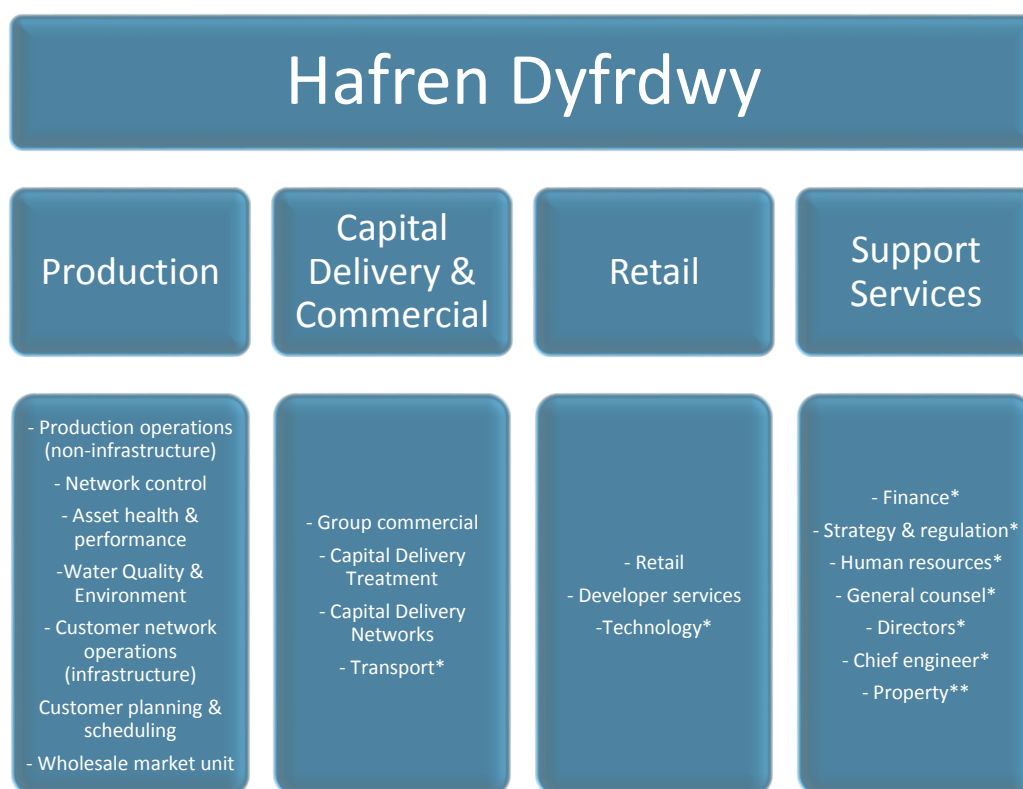 Hafren Dyfrdwy
Production
Capital
Delivery &
Commercial
Retail
Support
Services
- Production operations
(non-infrastructure)
- Network control
- Asset health &
performance
-Water Quality &
Environment
- Customer network
operations
(infrastructure)
Customer planning &
scheduling
- Wholesale market unit
- Group commercial
- Capital Delivery
Treatment
- Capital Delivery
Networks
- Transport*
- Retail
- Developer services
-Technology*
- Finance*
- Strategy & regulation*
- Human resources*
- General counsel*
- Directors*
- Chief engineer*
- Property**